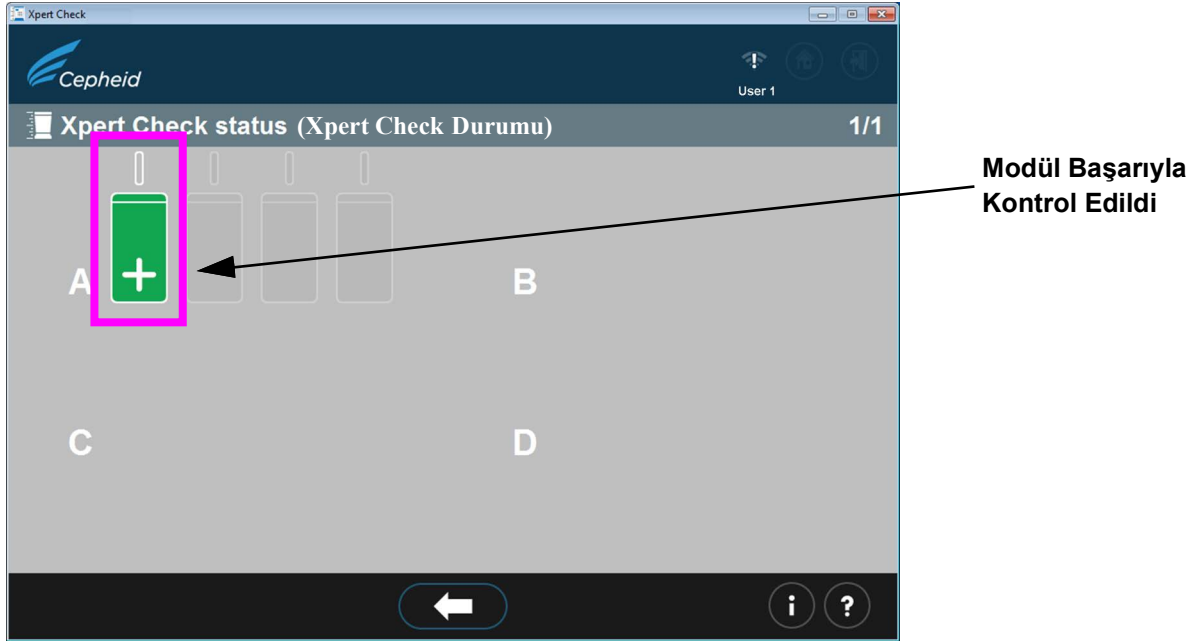 Xpert Check
Cepheid
User 1
Xpert Check status (Xpert Check Durumu) 1/1
Modül Başarıyla
Kontrol Edildi
A
B
C
D
i ?